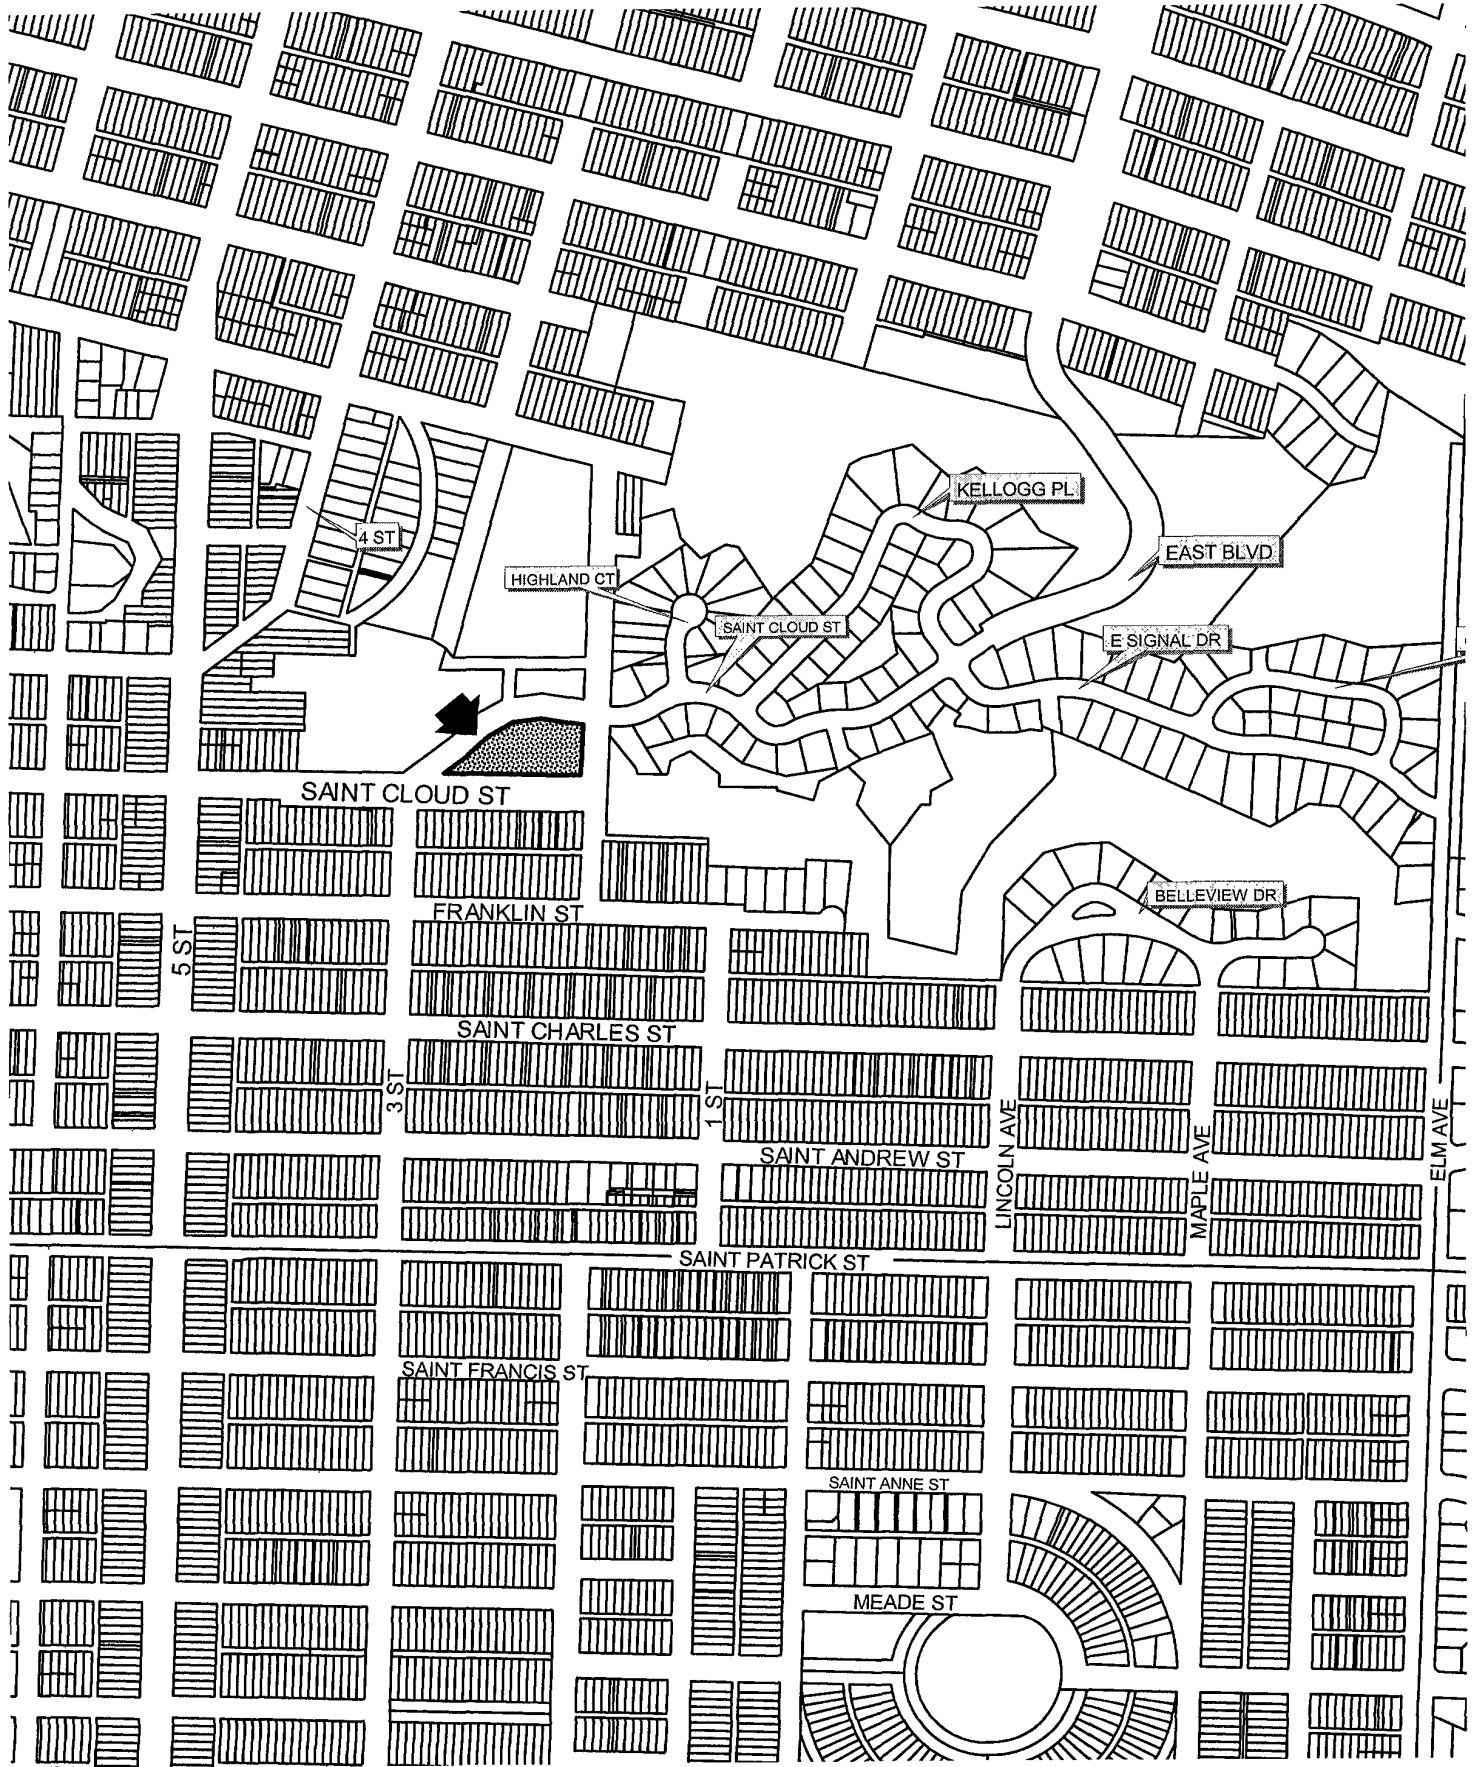 KELLOGG PL
4 ST
EAST BLVD
HIGHLAND CT
SAINT CLOUD ST
E SIGNAL DR
SAINT CLOUD ST
BELLEVIEW DR
FRANKLIN ST
5 ST
SAINT CHARLES ST
3 ST
1 ST
LINCOLN AVE
MAPLE AVE
ELM AVE
SAINT ANDREW ST
SAINT PATRICK ST
SAINT FRANCIS ST
SAINT ANNE ST
MEADE ST